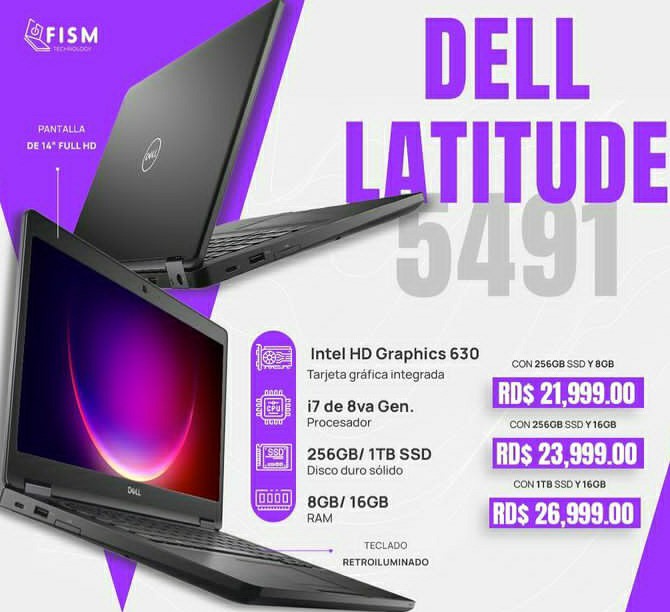 FISM
TECHNOLOGY
DELL
LATITUDE
5491
PANTALLA
DE 14" FULL HD
DELL
DELL
Intel HD Graphics 630
Tarjeta gráfica integrada
CPU
i7 de 8va Gen.
Procesador
SSD
256GB/ 1TB SSD
Disco duro sólido
8GB/ 16GB
RAM
CON 256GB SSD Y 8GB
RD$ 21,999.00
CON 256GB SSD Y 16GB
RD$ 23,999.00
CON 1TB SSD Y 16GB
RD$ 26,999.00
TECLADO
RETROILUMINADO